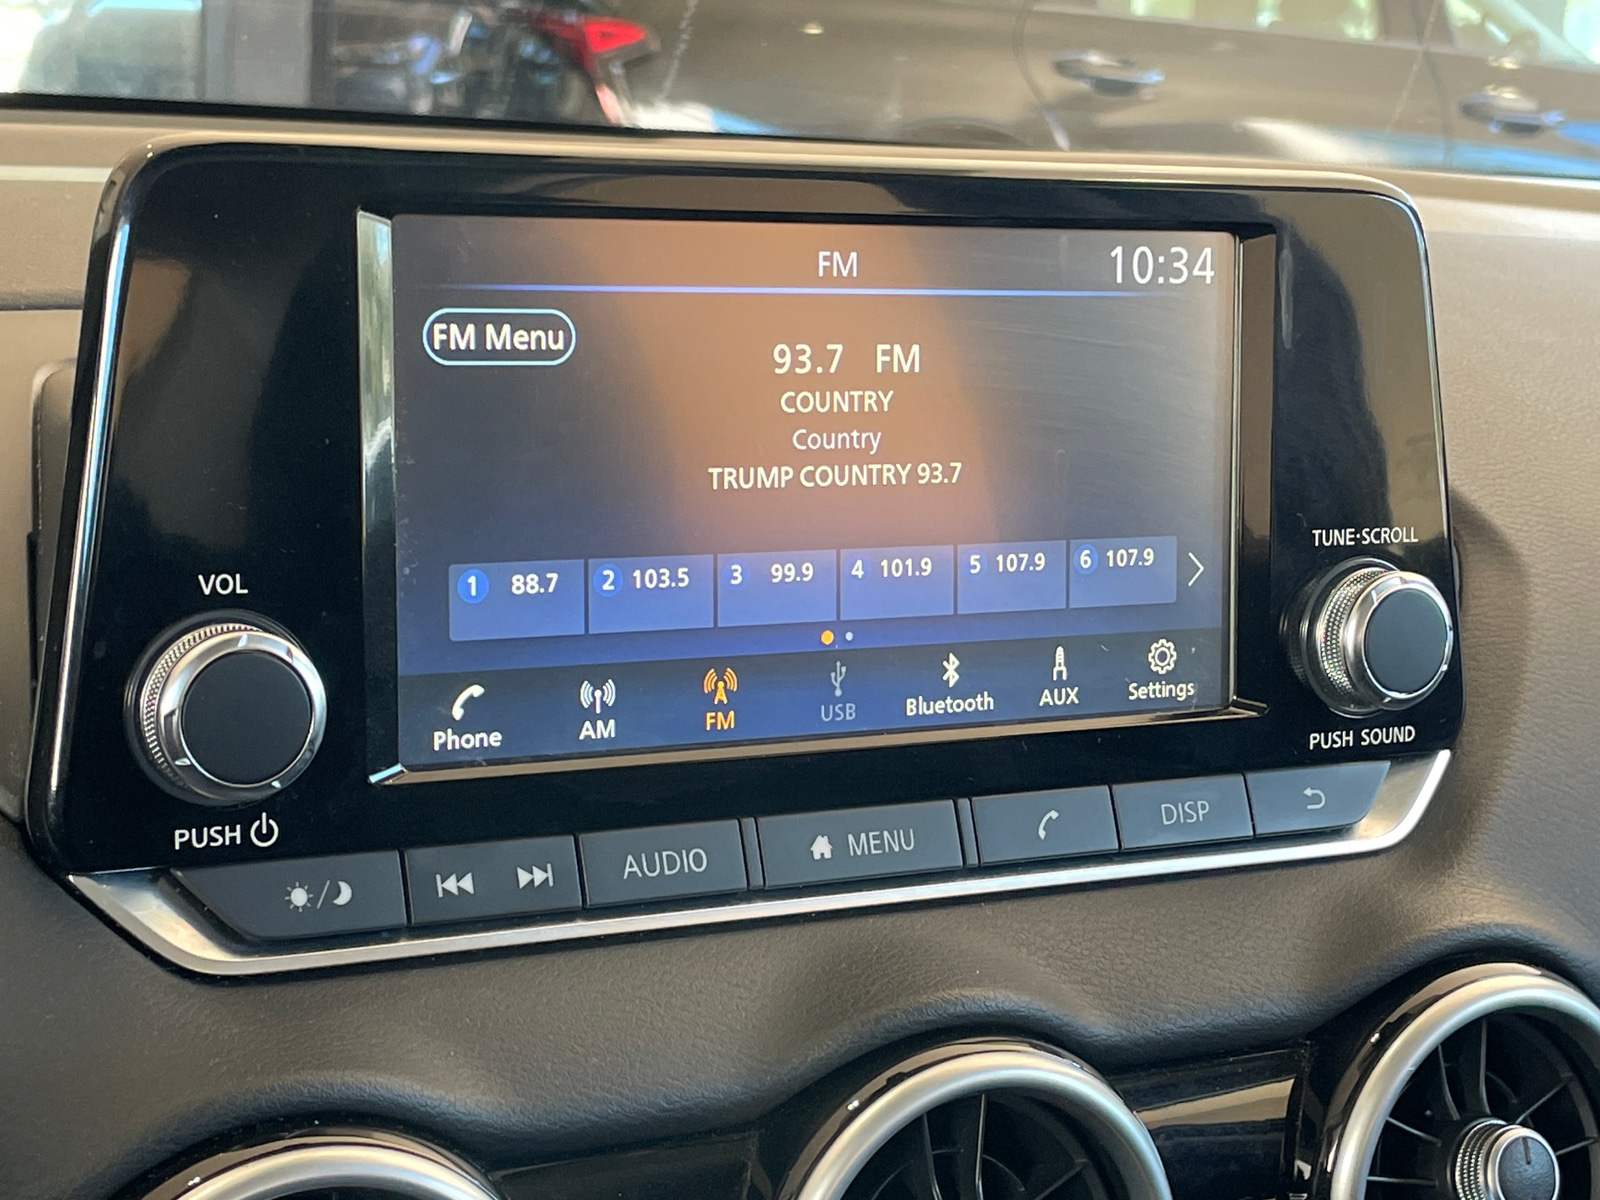 FM
10:34
FM Menu
93.7 FM
COUNTRY
Country
TRUMP COUNTRY 93.7
1 88.7
2 103.5
3 99.9
4 101.9
5 107.9
6 107.9
Phone
AM
FM
USB
Bluetooth
AUX
Settings
VOL
PUSH
TUNE·SCROLL
PUSH SOUND
AUDIO
MENU
DISP